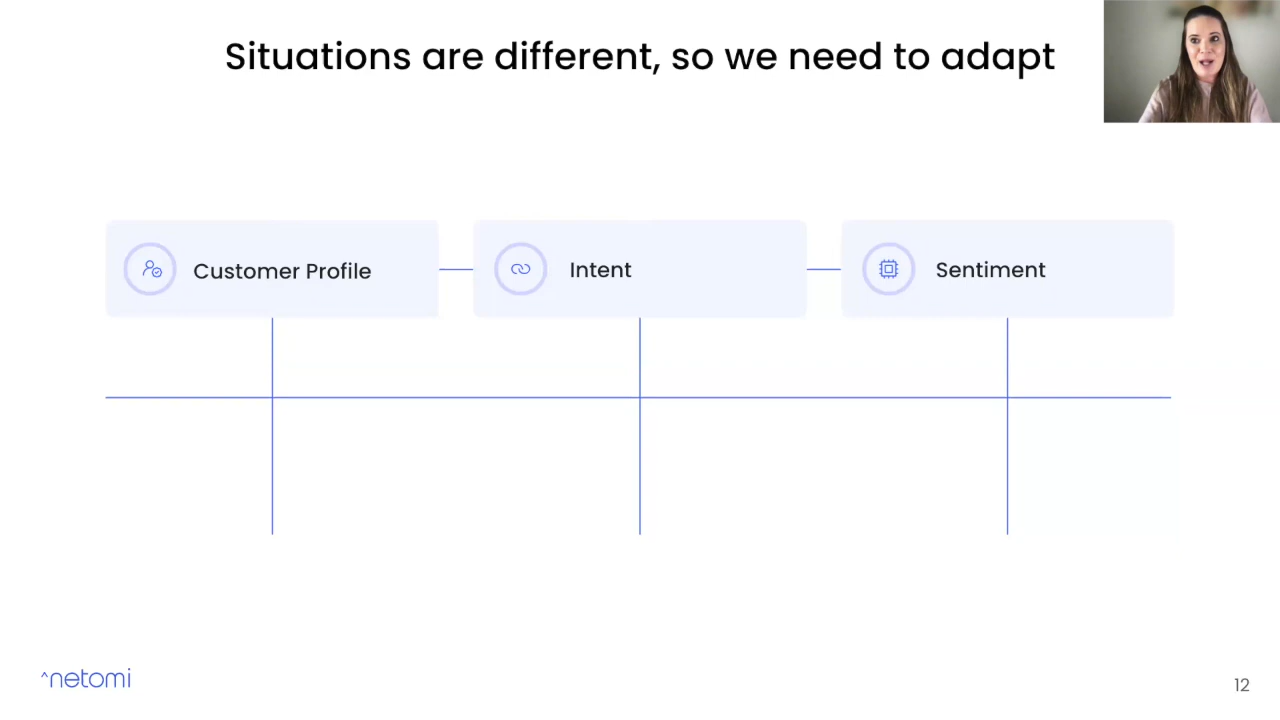 Situations are different, so we need to adapt
Customer Profile
Intent
Sentiment
^netomi
12